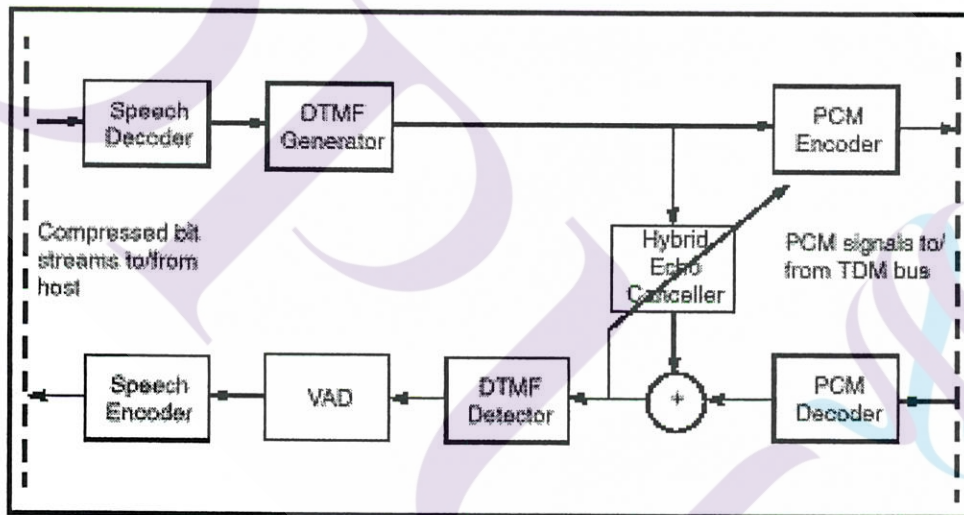 Speech
Decoder
DTMF
Generator
PCM
Encoder
Compressed bit
streams to/from
host
Hybrid
Echo
Canceller
PCM signals to/
from TDM bus
Speech
Encoder
VAD
DTMF
Detector
+
PCM
Decoder